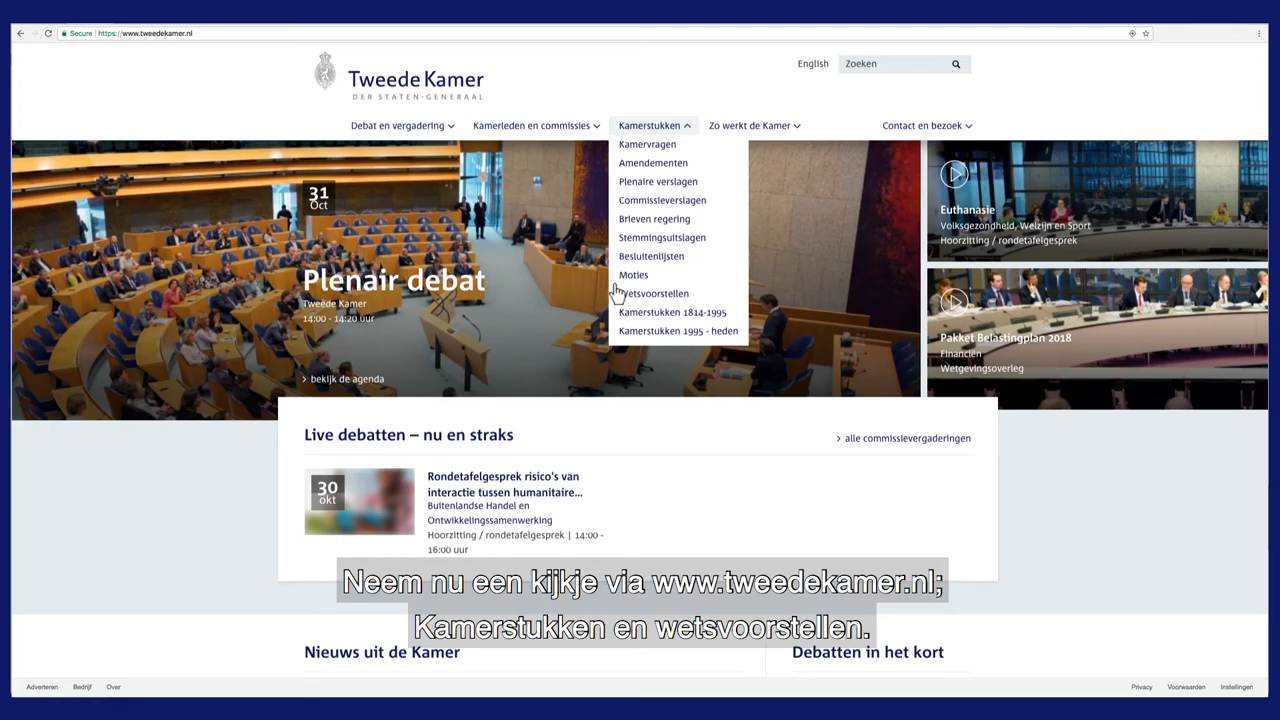 Secure | https://www.tweedekamer.nl
Tweede Kamer
DER STATEN-GENERAAL
English
Zoeken
Debat en vergadering
Kamerleden en commissies
Kamerstukken
Zo werkt de Kamer
Contact en bezoek
Kamervragen
Amendementen
Plenaire verslagen
Commissieverslagen
Brieven regering
Stemmingsuitslagen
Besluitenlijsten
Moties
Wetsvoorstellen
Kamerstukken 1814-1995
Kamerstukken 1995 - heden
31
Oct
Plenair debat
Tweede Kamer
14:00 - 14:20 uur
bekijk de agenda
Euthanasie
Volksgezondheid, Welzijn en Sport
Hoorzitting / rondetafelgesprek
Pakket Belastingplan 2018
Financiën
Wetgevingsoverleg
Live debatten – nu en straks
alle commissievergaderingen
30
okt
Rondetafelgesprek risico's van
interactie tussen humanitaire...
Buitenlandse Handel en
Ontwikkelingssamenwerking
Hoorzitting / rondetafelgesprek | 14:00 -
16:00 uur
Neem nu een kijkje via www.tweedekamer.nl;
Kamerstukken en wetsvoorstellen.
Nieuws uit de Kamer
Debatten in het kort
Adverteren
Bedrijf
Over
Privacy
Voorwaarden
Instellingen